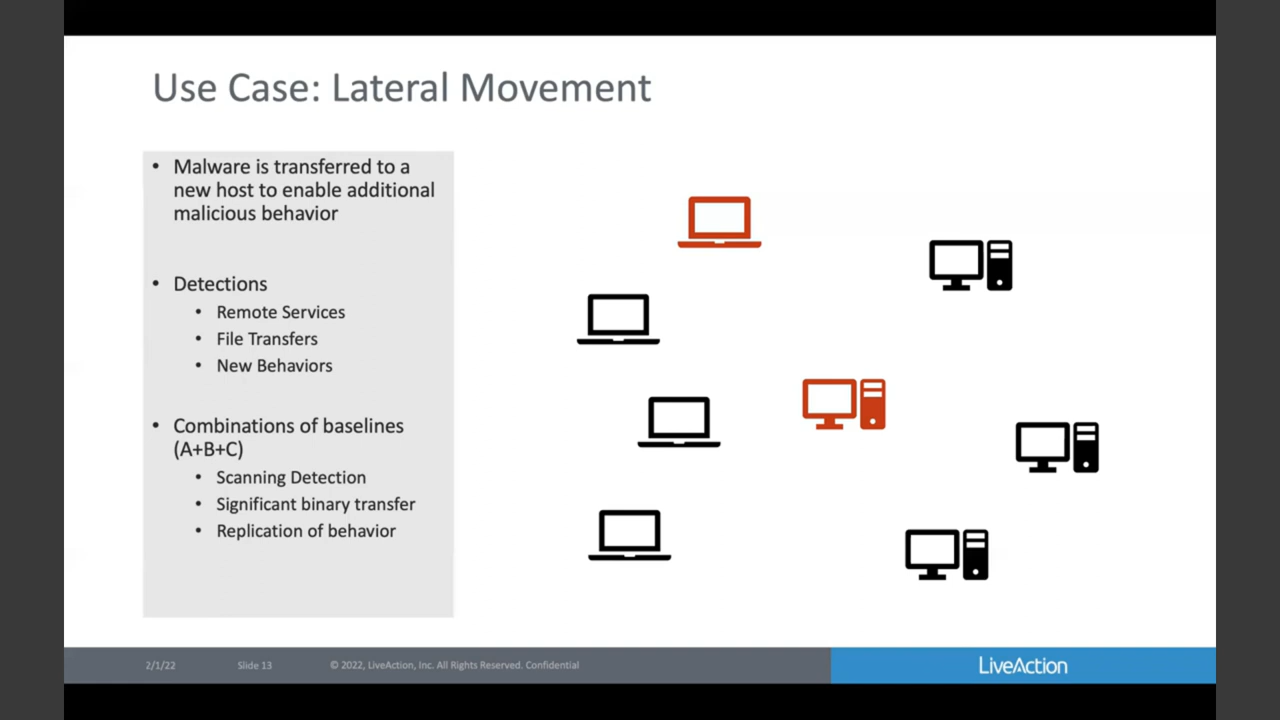 Use Case: Lateral Movement
• Malware is transferred to a
new host to enable additional
malicious behavior
• Detections
• Remote Services
• File Transfers
• New Behaviors
• Combinations of baselines
(A+B+C)
• Scanning Detection
• Significant binary transfer
• Replication of behavior
2/1/22 Slide 13 © 2022, LiveAction, Inc. All Rights Reserved. Confidential LiveAction